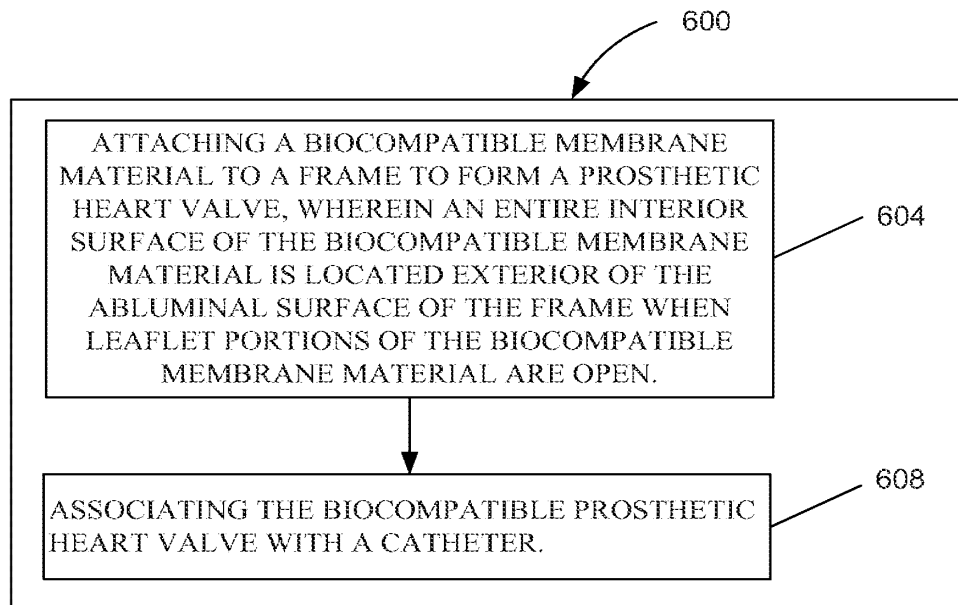 600
ATTACHING A BIOCOMPATIBLE MEMBRANE
MATERIAL TO A FRAME TO FORM A PROSTHETIC
HEART VALVE, WHEREIN AN ENTIRE INTERIOR
SURFACE OF THE BIOCOMPATIBLE MEMBRANE
MATERIAL IS LOCATED EXTERIOR OF THE
ABLUMINAL SURFACE OF THE FRAME WHEN
LEAFLET PORTIONS OF THE BIOCOMPATIBLE
MEMBRANE MATERIAL ARE OPEN.
604
ASSOCIATING THE BIOCOMPATIBLE PROSTHETIC
HEART VALVE WITH A CATHETER.
608